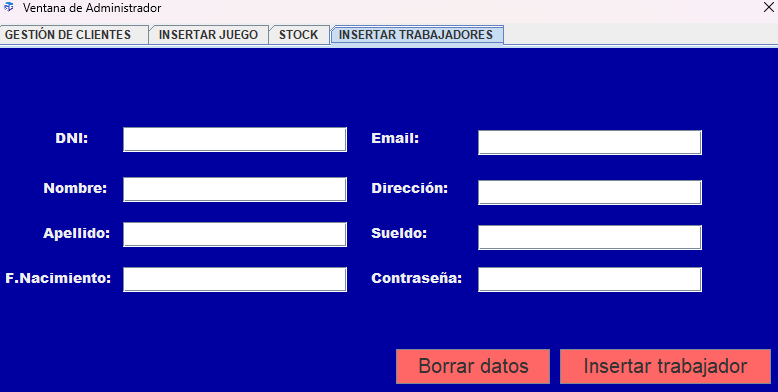 Ventana de Administrador
GESTIÓN DE CLIENTES INSERTAR JUEGO STOCK INSERTAR TRABAJADORES
DNI: Email:
Nombre: Dirección:
Apellido: Sueldo:
F.Nacimiento: Contraseña:
Borrar datos Insertar trabajador